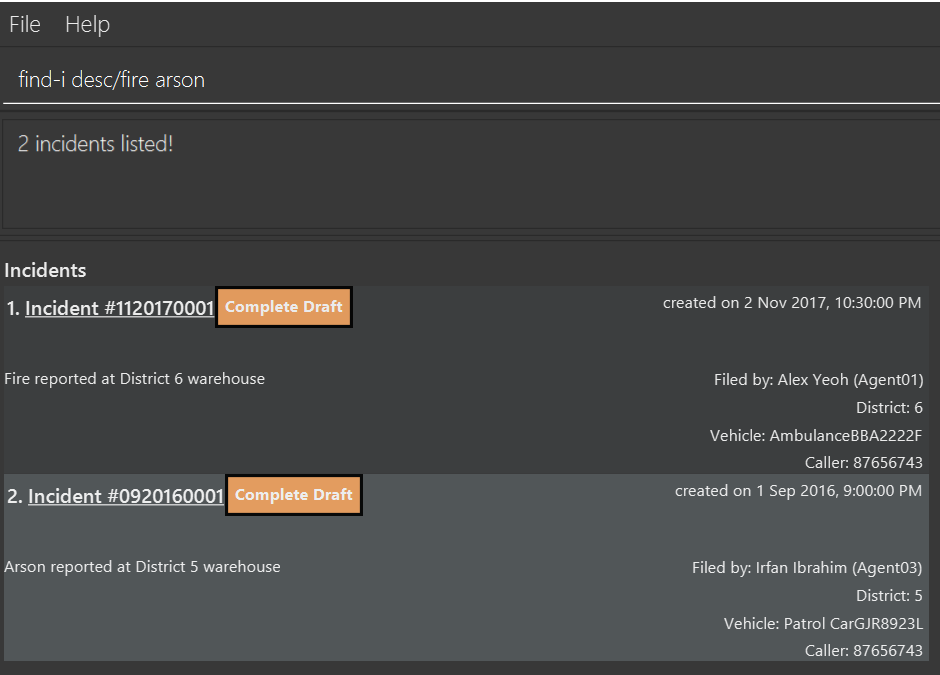 File Help
find-i desc/fire arson
2 incidents listed!
Incidents
1. Incident #1120170001 Complete Draft created on 2 Nov 2017, 10:30:00 PM
Fire reported at District 6 warehouse Filed by: Alex Yeoh (Agent01)
District: 6
Vehicle: AmbulanceBBA2222F
Caller: 87656743
2. Incident #0920160001 Complete Draft created on 1 Sep 2016, 9:00:00 PM
Arson reported at District 5 warehouse Filed by: Irfan Ibrahim (Agent03)
District: 5
Vehicle: Patrol CarGJR8923L
Caller: 87656743